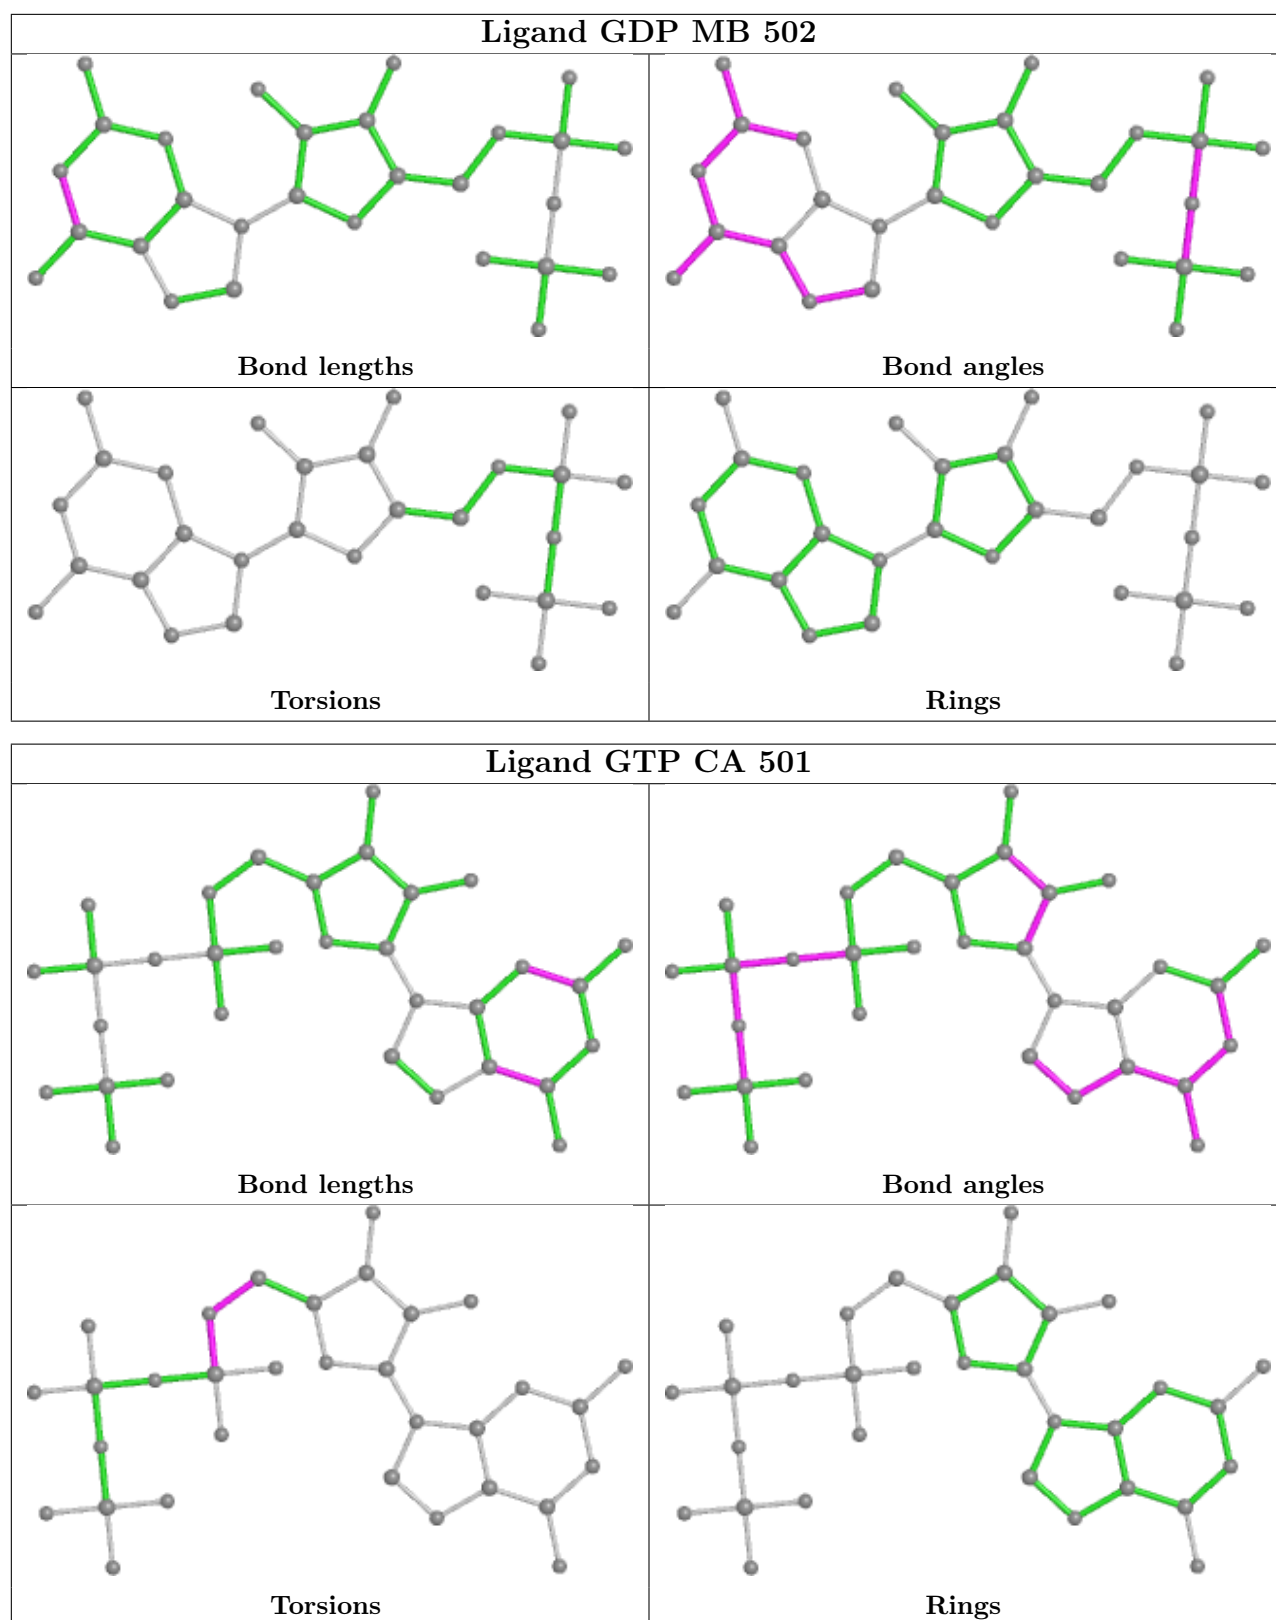 Ligand GDP MB 502
Bond lengths
Bond angles
Torsions
Rings
Ligand GTP CA 501
Bond lengths
Bond angles
Torsions
Rings